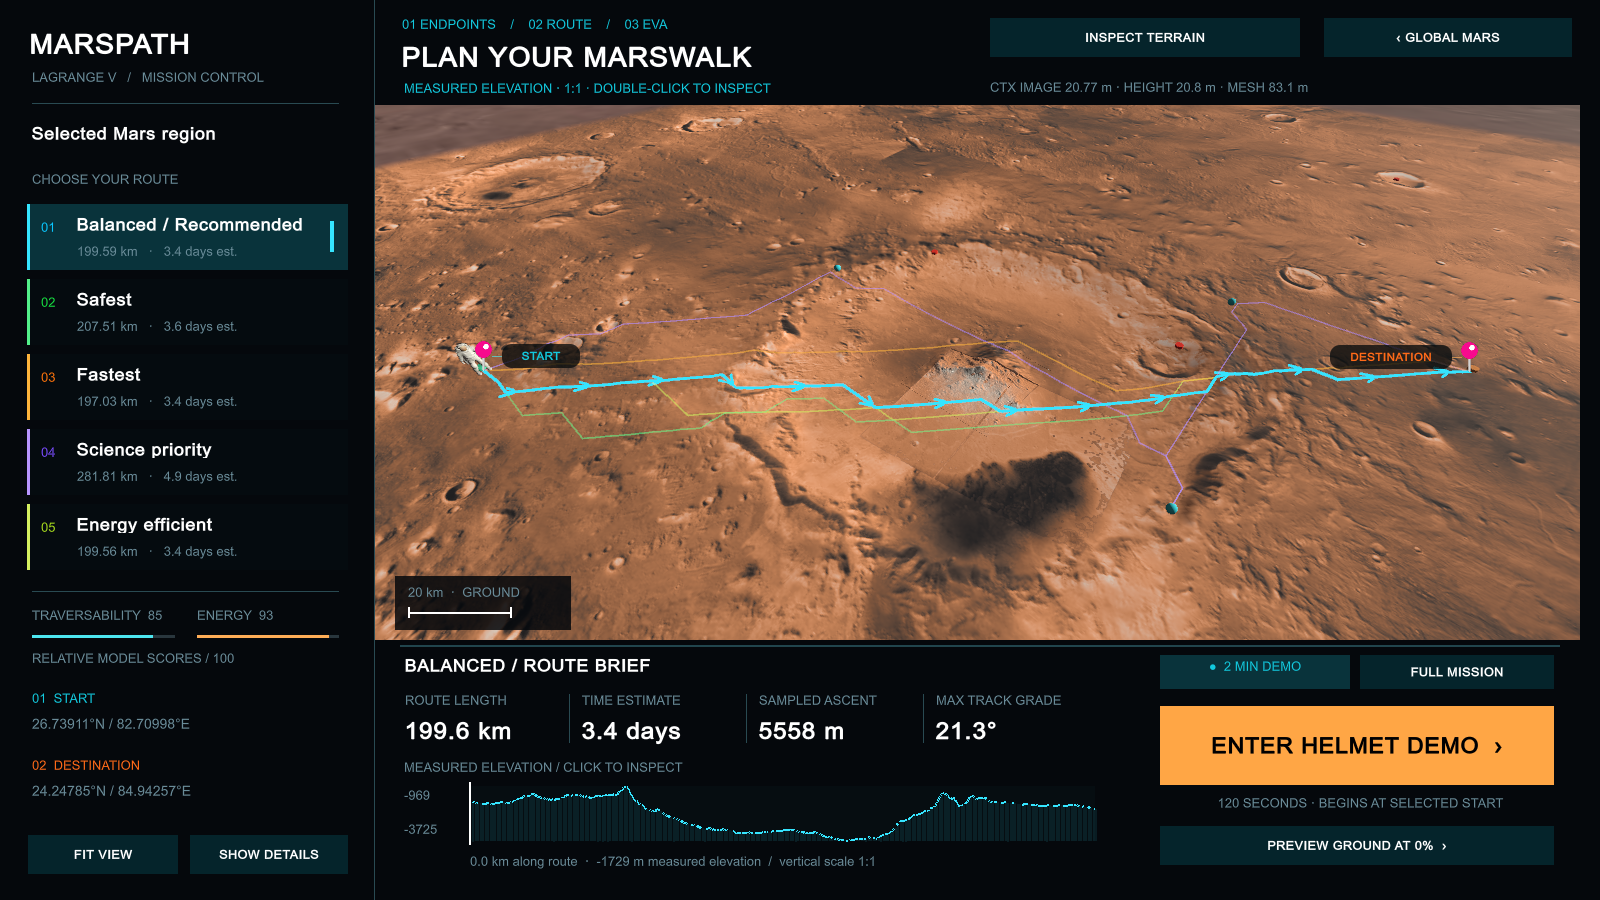 MARSPATH
LAGRANGE V / MISSION CONTROL
Selected Mars region
CHOOSE YOUR ROUTE
01 Balanced / Recommended
199.59 km · 3.4 days est.
02 Safest
207.51 km · 3.6 days est.
03 Fastest
197.03 km · 3.4 days est.
04 Science priority
281.81 km · 4.9 days est.
05 Energy efficient
199.56 km · 3.4 days est.
TRAVERSABILITY 85 ENERGY 93
RELATIVE MODEL SCORES / 100
01 START
26.73911°N / 82.70998°E
02 DESTINATION
24.24785°N / 84.94257°E
FIT VIEW SHOW DETAILS
01 ENDPOINTS / 02 ROUTE / 03 EVA
PLAN YOUR MARSWALK
MEASURED ELEVATION · 1:1 · DOUBLE-CLICK TO INSPECT
INSPECT TERRAIN ‹ GLOBAL MARS
CTX IMAGE 20.77 m · HEIGHT 20.8 m · MESH 83.1 m
START
DESTINATION
20 km · GROUND
BALANCED / ROUTE BRIEF
ROUTE LENGTH TIME ESTIMATE SAMPLED ASCENT MAX TRACK GRADE
199.6 km 3.4 days 5558 m 21.3°
MEASURED ELEVATION / CLICK TO INSPECT
-969
-3725
0.0 km along route · -1729 m measured elevation / vertical scale 1:1
● 2 MIN DEMO FULL MISSION
ENTER HELMET DEMO ›
120 SECONDS · BEGINS AT SELECTED START
PREVIEW GROUND AT 0% ›